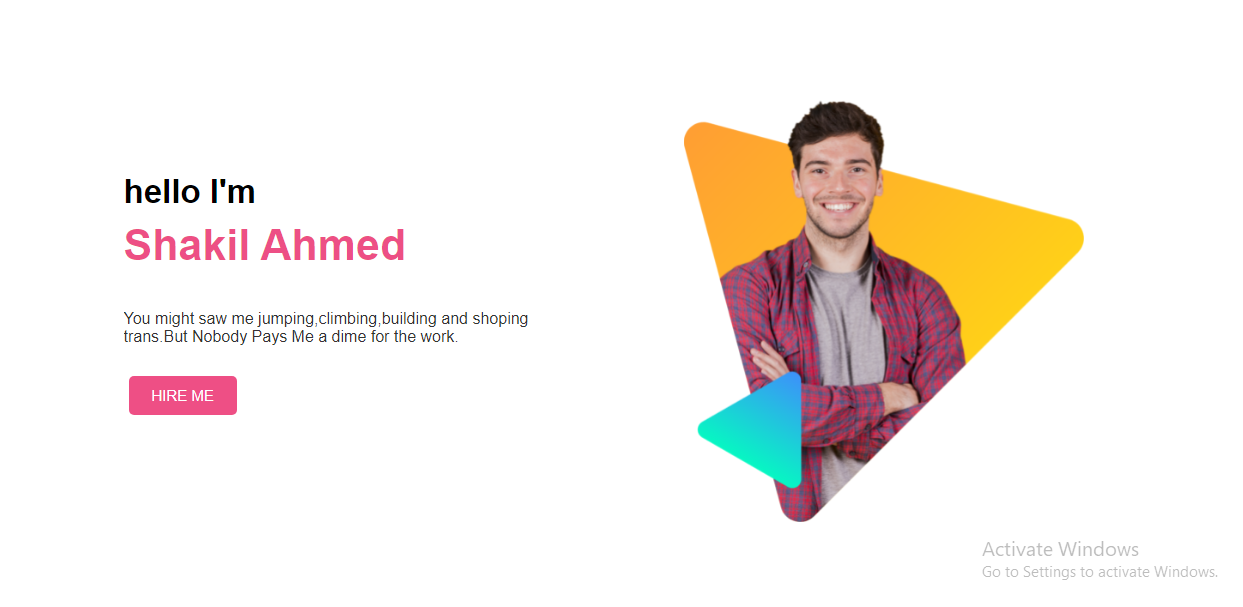 hello I'm
Shakil Ahmed
You might saw me jumping,climbing,building and shoping
trans.But Nobody Pays Me a dime for the work.
HIRE ME
Activate Windows
Go to Settings to activate Windows.